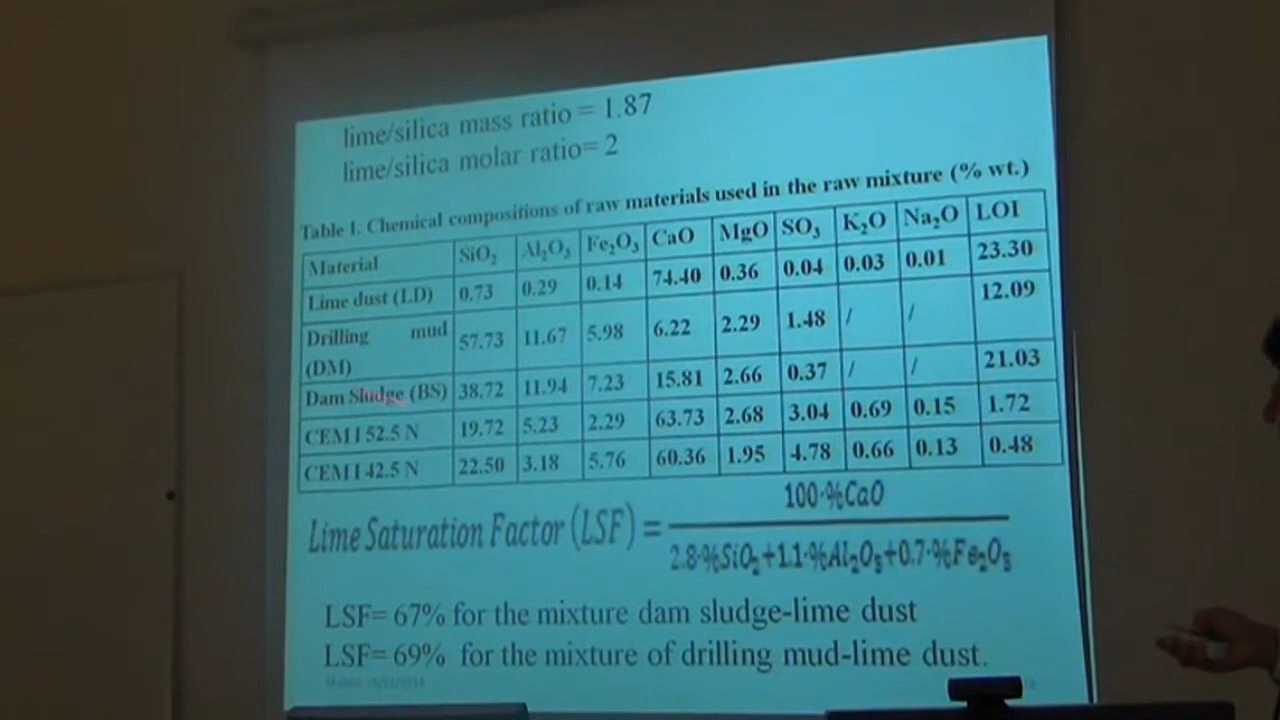 lime/silica mass ratio = 1.87
lime/silica molar ratio= 2
Table 1. Chemical compositions of raw materials used in the raw mixture (% wt.)
Material SiO₂ Al₂O₃ Fe₂O₃ CaO MgO SO₃ K₂O Na₂O LOI
Lime dust (LD) 0.73 0.29 0.14 74.40 0.36 0.04 0.03 0.01 23.30
Drilling mud (DM) 57.73 11.67 5.98 6.22 2.29 1.48 / / 12.09
Dam Sludge (BS) 38.72 11.94 7.23 15.81 2.66 0.37 / / 21.03
CEM I 52.5 N 19.72 5.23 2.29 63.73 2.68 3.04 0.69 0.15 1.72
CEM I 42.5 N 22.50 3.18 5.76 60.36 1.95 4.78 0.66 0.13 0.48
100·%CaO
Lime Saturation Factor (LSF) =
2.8·%SiO₂+1.1·%Al₂O₃+0.7·%Fe₂O₃
LSF= 67% for the mixture dam sludge-lime dust
LSF= 69% for the mixture of drilling mud-lime dust.